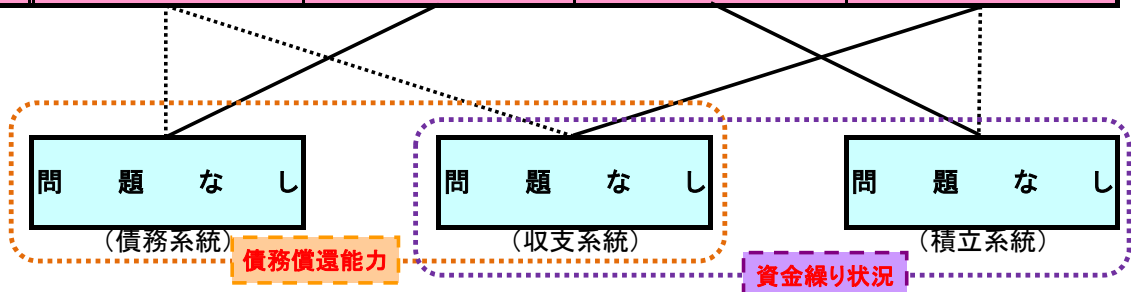 問題なし 問題なし 問題なし
（債務系統） （収支系統） （積立系統）
債務償還能力
資金繰り状況